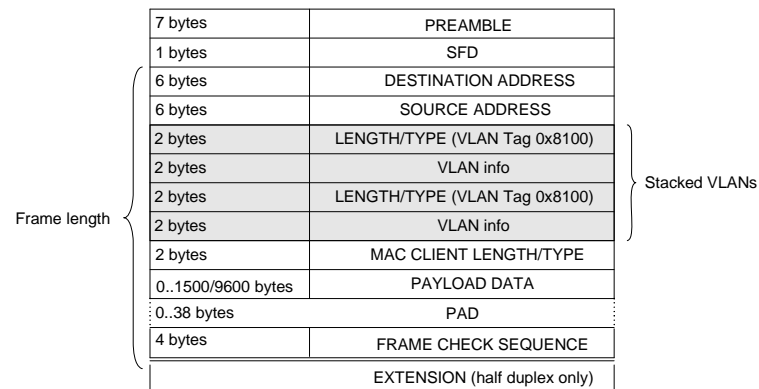 7 bytes PREAMBLE
1 byte SFD
6 bytes DESTINATION ADDRESS
6 bytes SOURCE ADDRESS
2 bytes LENGTH/TYPE (VLAN Tag 0x8100)
2 bytes VLAN info
Stacked VLANs
2 bytes LENGTH/TYPE (VLAN Tag 0x8100)
Frame length
2 bytes VLAN info
2 bytes MAC CLIENT LENGTH/TYPE
0..1500/9600 bytes PAYLOAD DATA
0..38 bytes PAD
4 bytes FRAME CHECK SEQUENCE
EXTENSION (half duplex only)